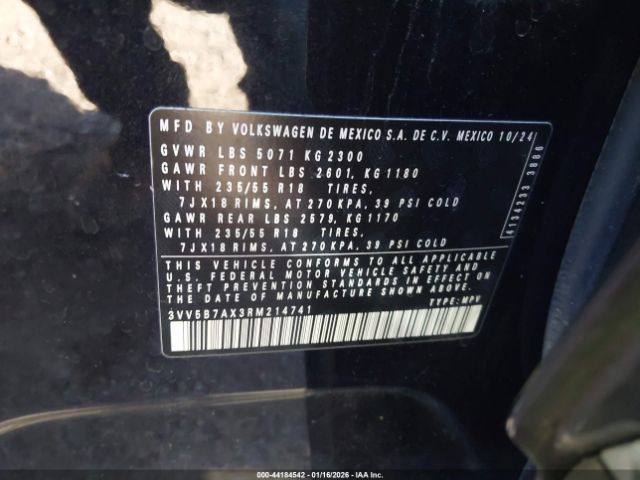 MFD BY VOLKSWAGEN DE MEXICO S.A. DE C.V. MEXICO 10/24
GVWR LBS 5071 KG 2300
GAWR FRONT LBS 2601, KG 1180
WITH 235/55 R18 TIRES,
7JX18 RIMS, AT 270 KPA, 39 PSI COLD
GAWR REAR LBS 2579, KG 1170
WITH 235/55 R18 TIRES,
7JX18 RIMS, AT 270 KPA, 39 PSI COLD
THIS VEHICLE CONFORMS TO ALL APPLICABLE
U.S. FEDERAL MOTOR VEHICLE SAFETY AND
THEFT PREVENTION STANDARDS IN EFFECT ON
THE DATE OF MANUFACTURE SHOWN ABOVE.
3VV5B7AX3RM214741 TYPE: MPV
4134233 3886
000-44184542 - 01/16/2026 - IAAI.COM